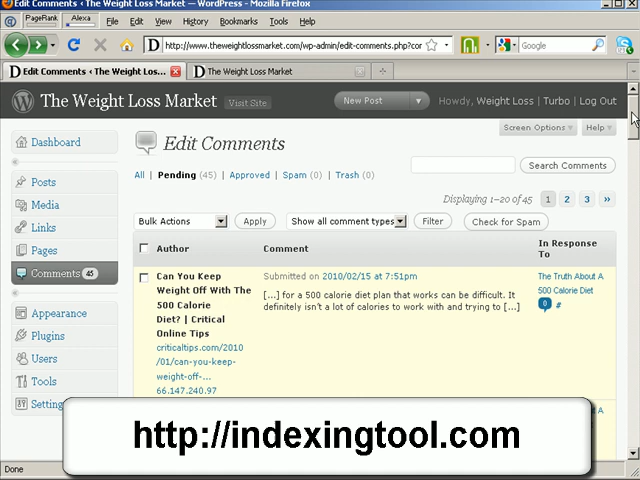 Edit Comments ‹ The Weight Loss Market — WordPress - Mozilla Firefox
PageRank Alexa File Edit View History Bookmarks Tools Help
http://www.theweightlossmarket.com/wp-admin/edit-comments.php?cor Google
Edit Comments ‹ The Weight Los... The Weight Loss Market
The Weight Loss Market Visit Site New Post Howdy, Weight Loss | Turbo | Log Out
Screen Options Help
Edit Comments
Search Comments
All | Pending (45) | Approved | Spam (0) | Trash (0)
Displaying 1–20 of 45 1 2 3 »
Bulk Actions Apply Show all comment types Filter Check for Spam
Author Comment In Response To
Can You Keep Weight Off With The 500 Calorie Diet? | Critical Online Tips
criticaltips.com/2010
/01/can-you-keep-
weight-off-...
66.147.240.97
Submitted on 2010/02/15 at 7:51pm
[...] for a 500 calorie diet plan that works can be difficult. It
definitely isn't a lot of calories to work with and trying to [...]
The Truth About A
500 Calorie Diet
0 #
Dashboard
Posts
Media
Links
Pages
Comments 45
Appearance
Plugins
Users
Tools
Setting
http://indexingtool.com
Done